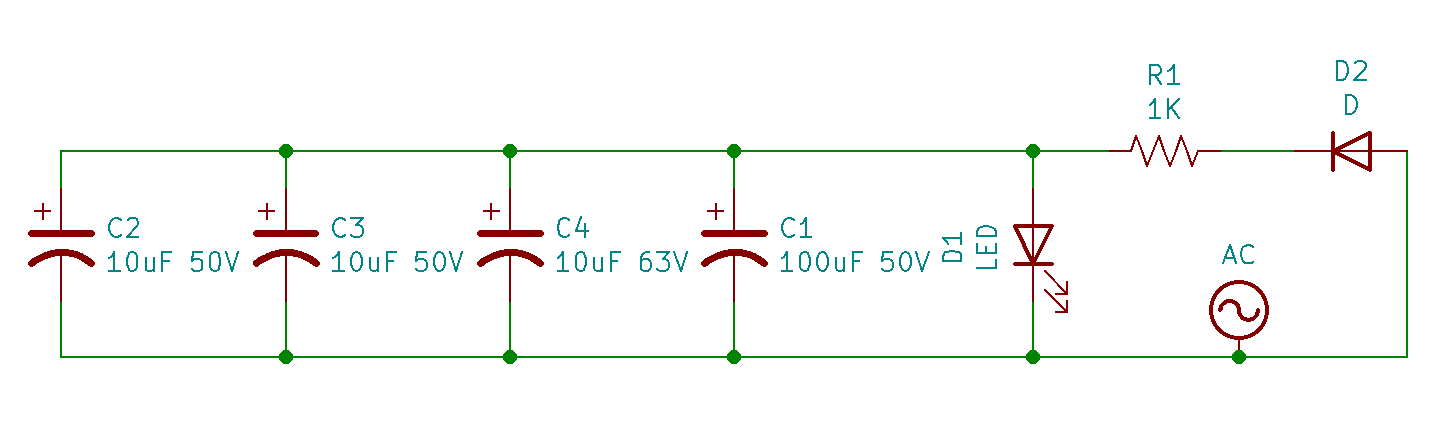 R1
1K
D2
D
C2
10uF 50V
C3
10uF 50V
C4
10uF 63V
C1
100uF 50V
D1
LED
AC